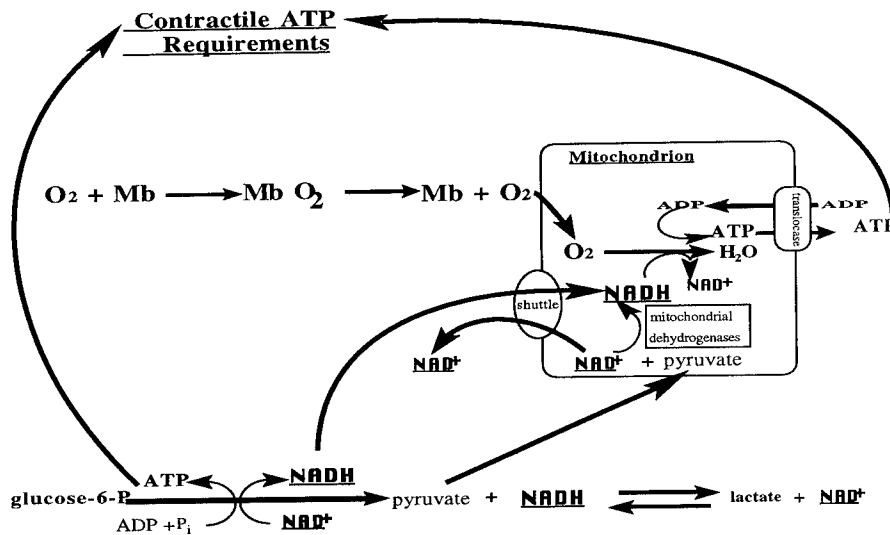 Contractile ATP
Requirements
Mitochondrion
O2 + Mb Mb O2 Mb + O2
ADP ADP
translocase
ATP ATP
O2 H2O
NADH NAD+
shuttle
mitochondrial
dehydrogenases
NAD+ NAD+ + pyruvate
ATP NADH
glucose-6-P pyruvate + NADH lactate + NAD+
ADP +Pi NAD+